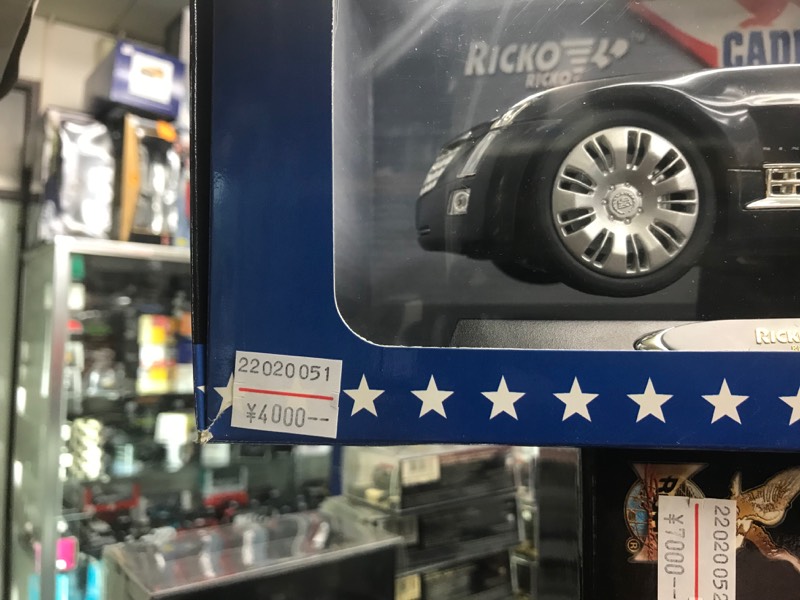 RICKO
RICKO
CADI
RICKO
22020051
¥4000--
22020052
¥7000--
R